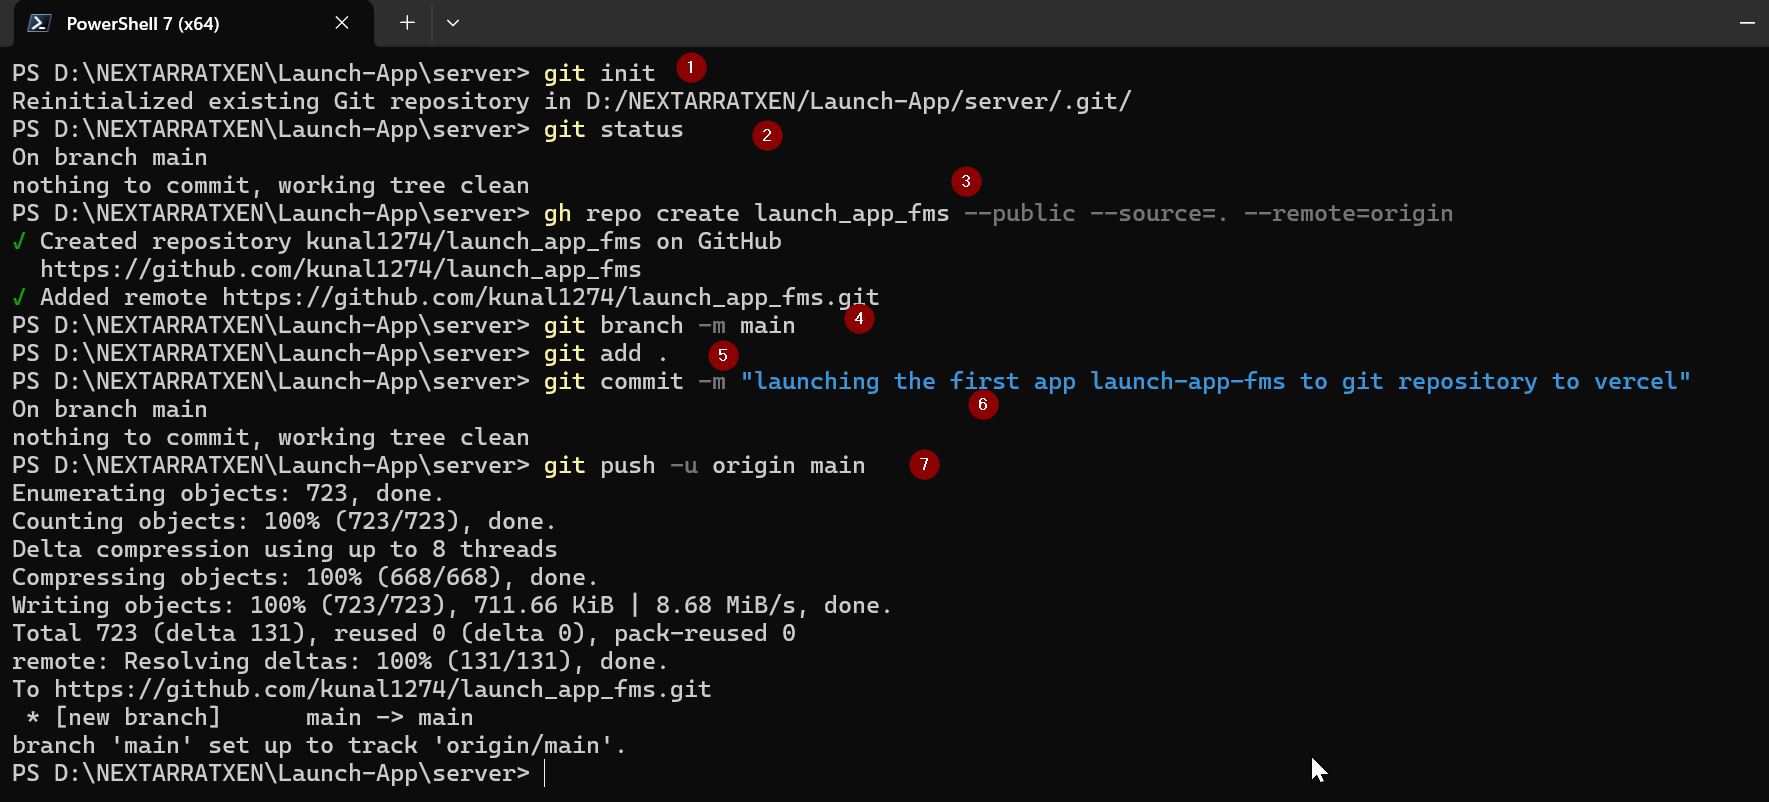 PowerShell 7 (x64)
PS D:\NEXTARRATXEN\Launch-App\server> git init 1
Reinitialized existing Git repository in D:/NEXTARRATXEN/Launch-App/server/.git/
PS D:\NEXTARRATXEN\Launch-App\server> git status 2
On branch main
nothing to commit, working tree clean
3
PS D:\NEXTARRATXEN\Launch-App\server> gh repo create launch_app_fms --public --source=. --remote=origin
✓ Created repository kunal1274/launch_app_fms on GitHub
https://github.com/kunal1274/launch_app_fms
✓ Added remote https://github.com/kunal1274/launch_app_fms.git
PS D:\NEXTARRATXEN\Launch-App\server> git branch -m main 4
PS D:\NEXTARRATXEN\Launch-App\server> git add . 5
PS D:\NEXTARRATXEN\Launch-App\server> git commit -m "launching the first app launch-app-fms to git repository to vercel"
6
On branch main
nothing to commit, working tree clean
PS D:\NEXTARRATXEN\Launch-App\server> git push -u origin main 7
Enumerating objects: 723, done.
Counting objects: 100% (723/723), done.
Delta compression using up to 8 threads
Compressing objects: 100% (668/668), done.
Writing objects: 100% (723/723), 711.66 KiB | 8.68 MiB/s, done.
Total 723 (delta 131), reused 0 (delta 0), pack-reused 0
remote: Resolving deltas: 100% (131/131), done.
To https://github.com/kunal1274/launch_app_fms.git
* [new branch] main -> main
branch 'main' set up to track 'origin/main'.
PS D:\NEXTARRATXEN\Launch-App\server>